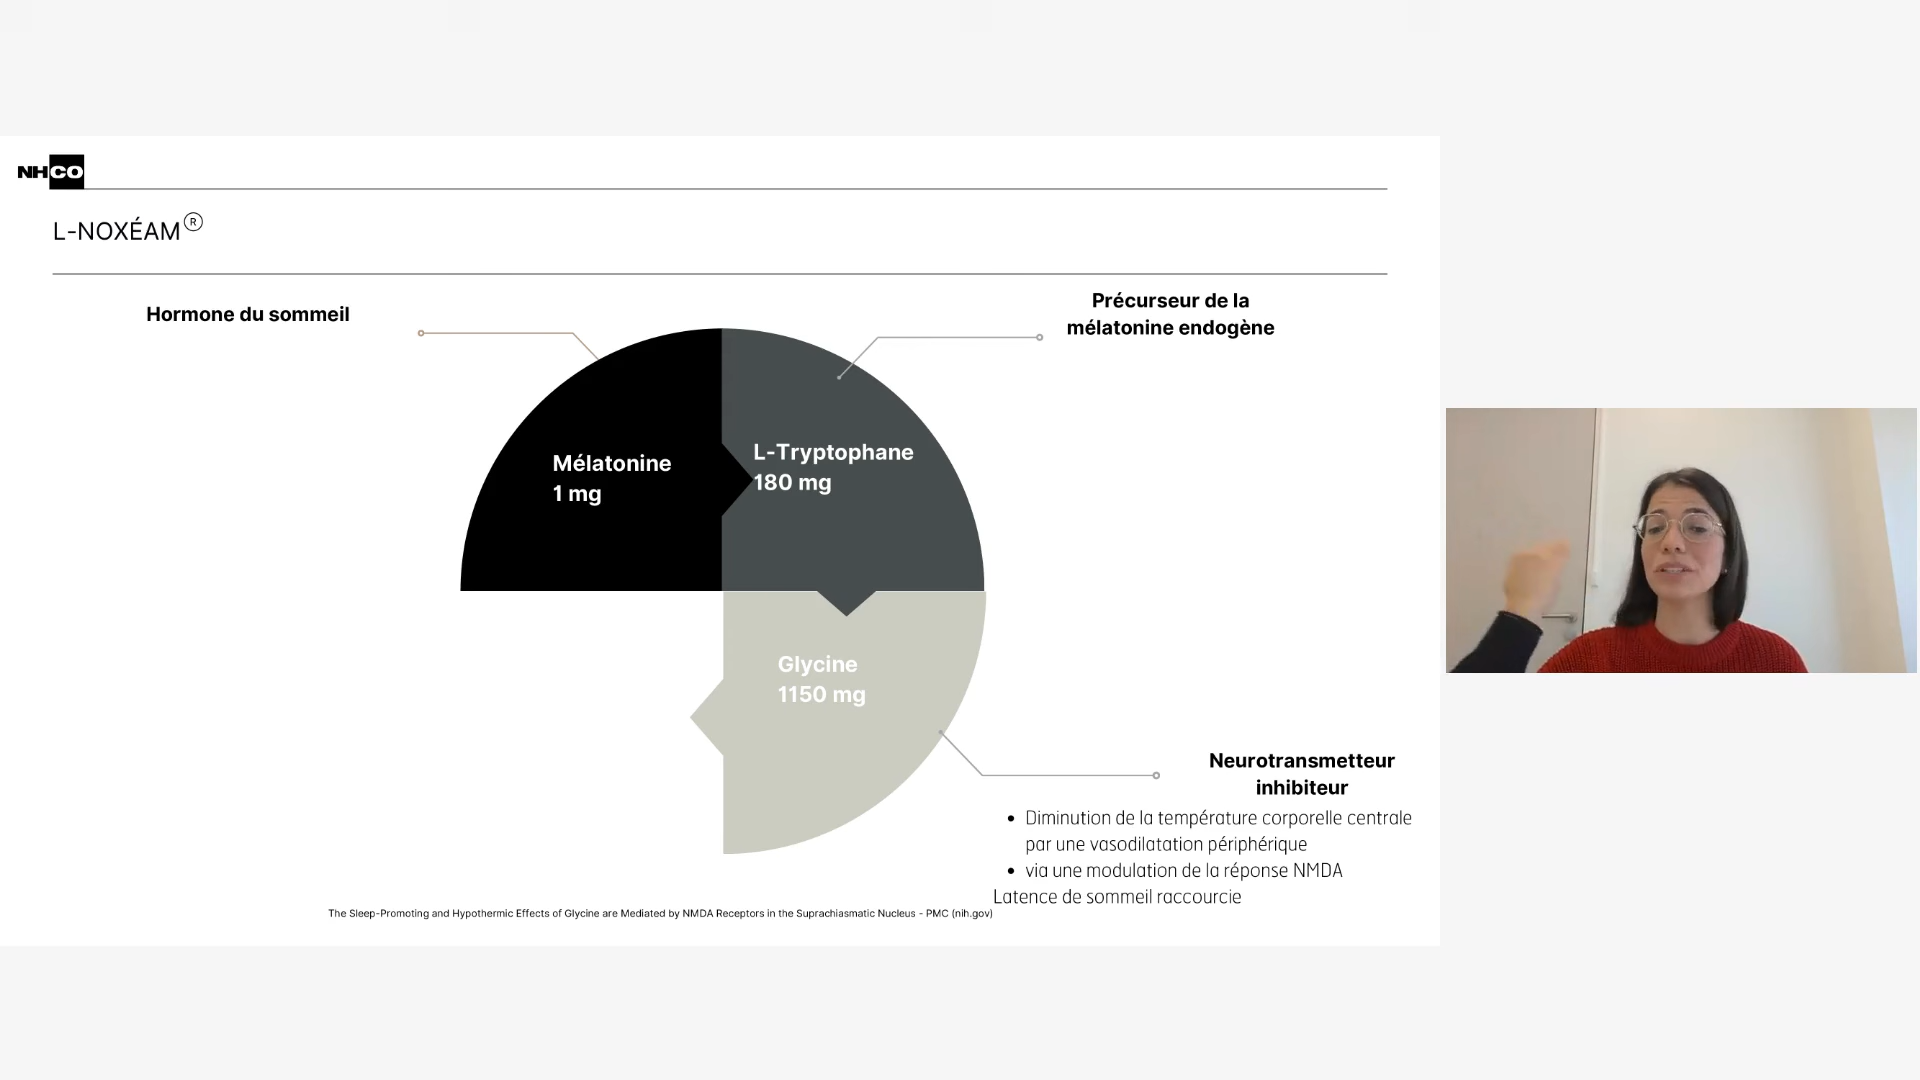 NHCO
L-NOXÉAM®
Hormone du sommeil
Précurseur de la
mélatonine endogène
Mélatonine
1 mg
L-Tryptophane
180 mg
Glycine
1150 mg
Neurotransmetteur
inhibiteur
• Diminution de la température corporelle centrale
par une vasodilatation périphérique
• via une modulation de la réponse NMDA
Latence de sommeil raccourcie
The Sleep-Promoting and Hypothermic Effects of Glycine are Mediated by NMDA Receptors in the Suprachiasmatic Nucleus - PMC (nih.gov)